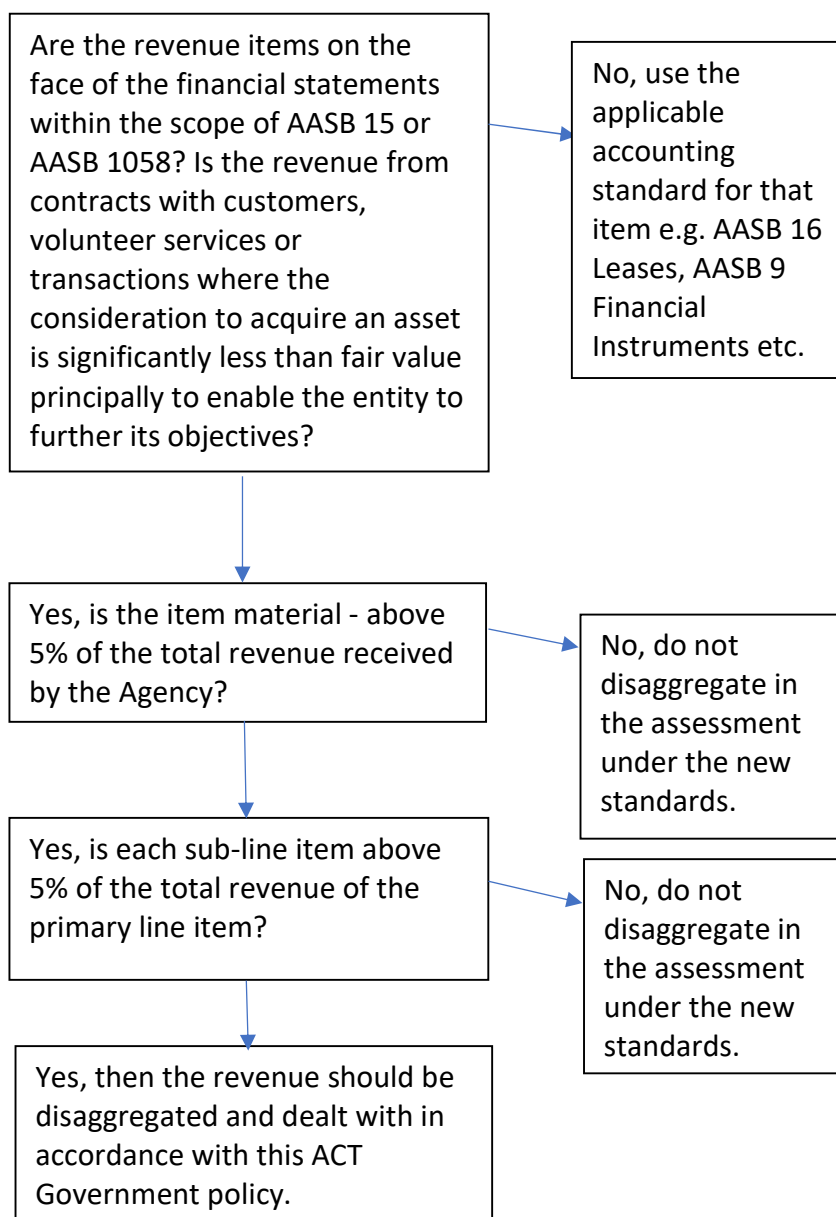 Are the revenue items on the
face of the financial statements
within the scope of AASB 15 or
AASB 1058? Is the revenue from
contracts with customers,
volunteer services or
transactions where the
consideration to acquire an asset
is significantly less than fair value
principally to enable the entity to
further its objectives?
No, use the
applicable
accounting
standard for that
item e.g. AASB 16
Leases, AASB 9
Financial
Instruments etc.
Yes, is the item material - above
5% of the total revenue received
by the Agency?
No, do not
disaggregate in
the assessment
under the new
standards.
Yes, is each sub-line item above
5% of the total revenue of the
primary line item?
No, do not
disaggregate in
the assessment
under the new
standards.
Yes, then the revenue should be
disaggregated and dealt with in
accordance with this ACT
Government policy.